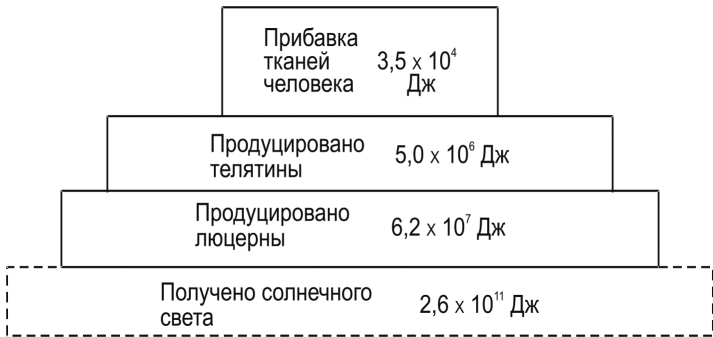 Прибавка
тканей
человека
3,5 x 10⁴
Дж
Продуцировано
телятины
5,0 x 10⁶ Дж
Продуцировано
люцерны
6,2 x 10⁷ Дж
Получено солнечного
света
2,6 x 10¹¹ Дж